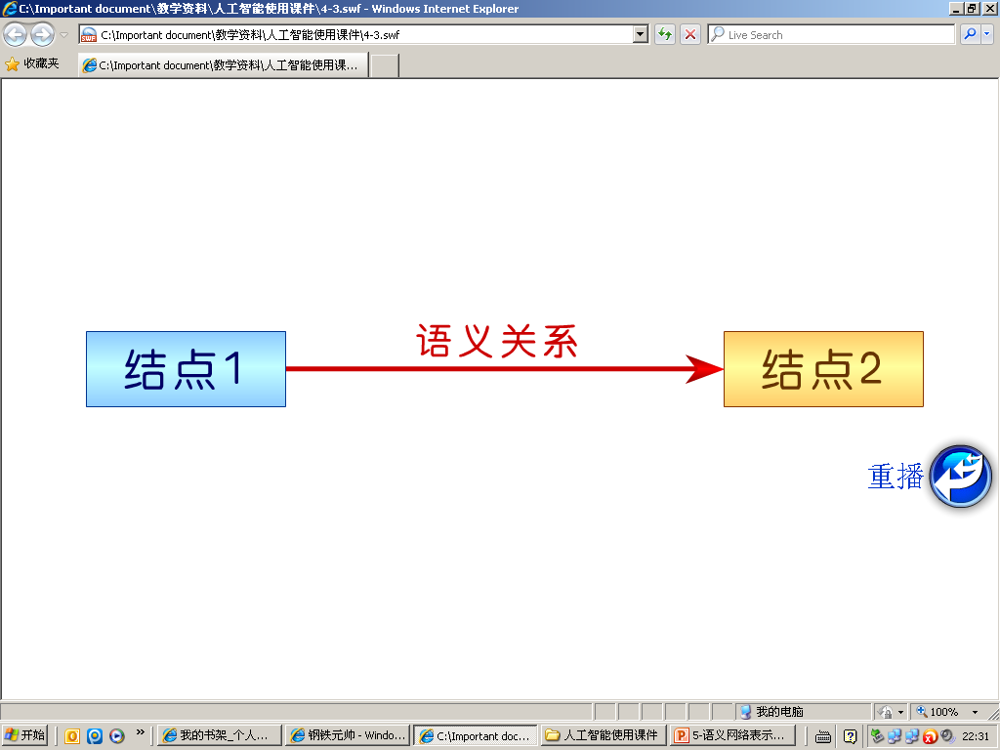 C:\Important document\教学资料\人工智能使用课件\4-3.swf - Windows Internet Explorer
C:\Important document\教学资料\人工智能使用课件\4-3.swf
Live Search
收藏夹
C:\Important document\教学资料\人工智能使用课...
语义关系
结点1
结点2
重播
我的电脑
100%
开始
我的书架_个人...
钢铁元帅 - Windo...
C:\Important doc...
人工智能使用课件
5-语义网络表示...
22:31